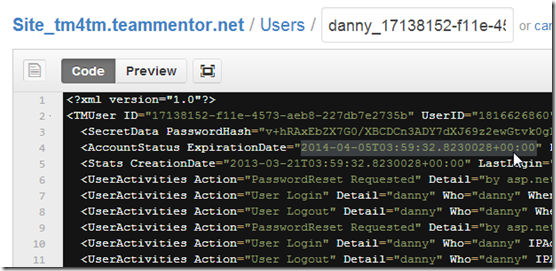 Site_tm4tm.teammentor.net / Users / danny_17138152-f11e-45 or can
Code Preview
1 <?xml version="1.0"?>
2 <TMUser ID="17138152-f11e-4573-aeb8-227db7e2735b" UserID="1816626860"
3 <SecretData PasswordHash="v+hRAxEbZX7G0/XBCDCn3ADY7dXJ69z2ewGtvk0g
4 <AccountStatus ExpirationDate="2014-04-05T03:59:32.8230028+00:00"
5 <Stats CreationDate="2013-03-21T03:59:32.8230028+00:00" LastLogin="
6 <UserActivities Action="PasswordReset Requested" Detail="by asp.net
7 <UserActivities Action="User Login" Detail="danny" Who="danny" When
8 <UserActivities Action="User Logout" Detail="danny" Who="danny" Whe
9 <UserActivities Action="PasswordReset Requested" Detail="by asp.net
10 <UserActivities Action="User Login" Detail="danny" Who="danny" IPAd
11 <UserActivities Action="User Logout" Detail="danny" Who="danny" IPA